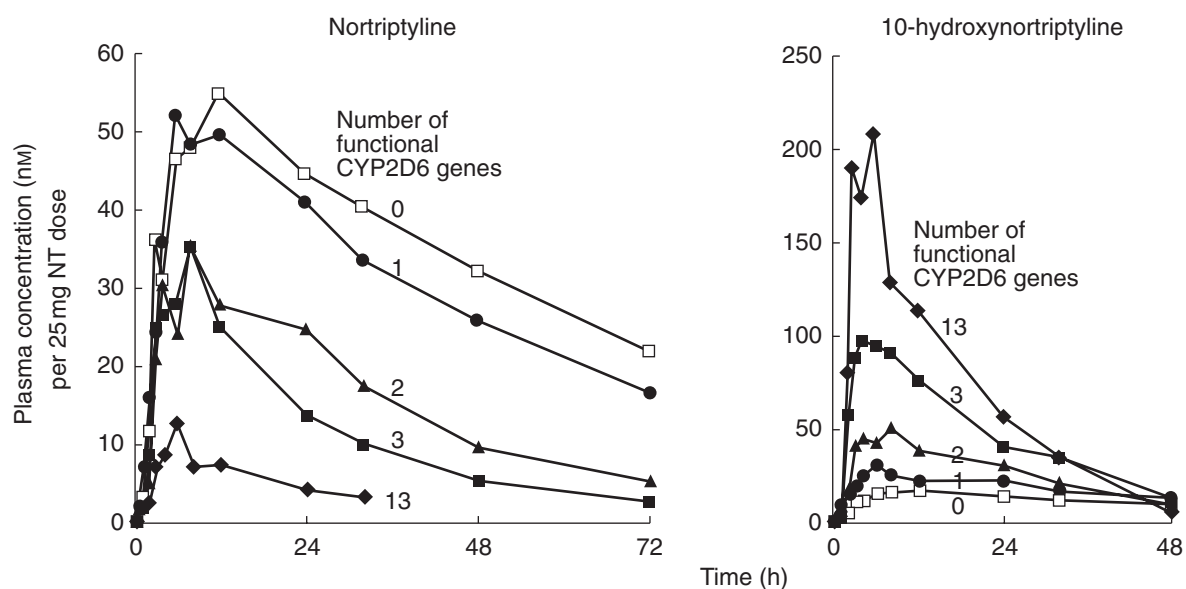 Nortriptyline
60
50
40
30
20
10
0
Plasma concentration (nM)
per 25 mg NT dose
Number of
functional
CYP2D6 genes
0
1
2
3
13
0
24
48
72
10-hydroxynortriptyline
250
200
150
100
50
0
Number of
functional
CYP2D6 genes
13
3
2
1
0
0
24
48
Time (h)